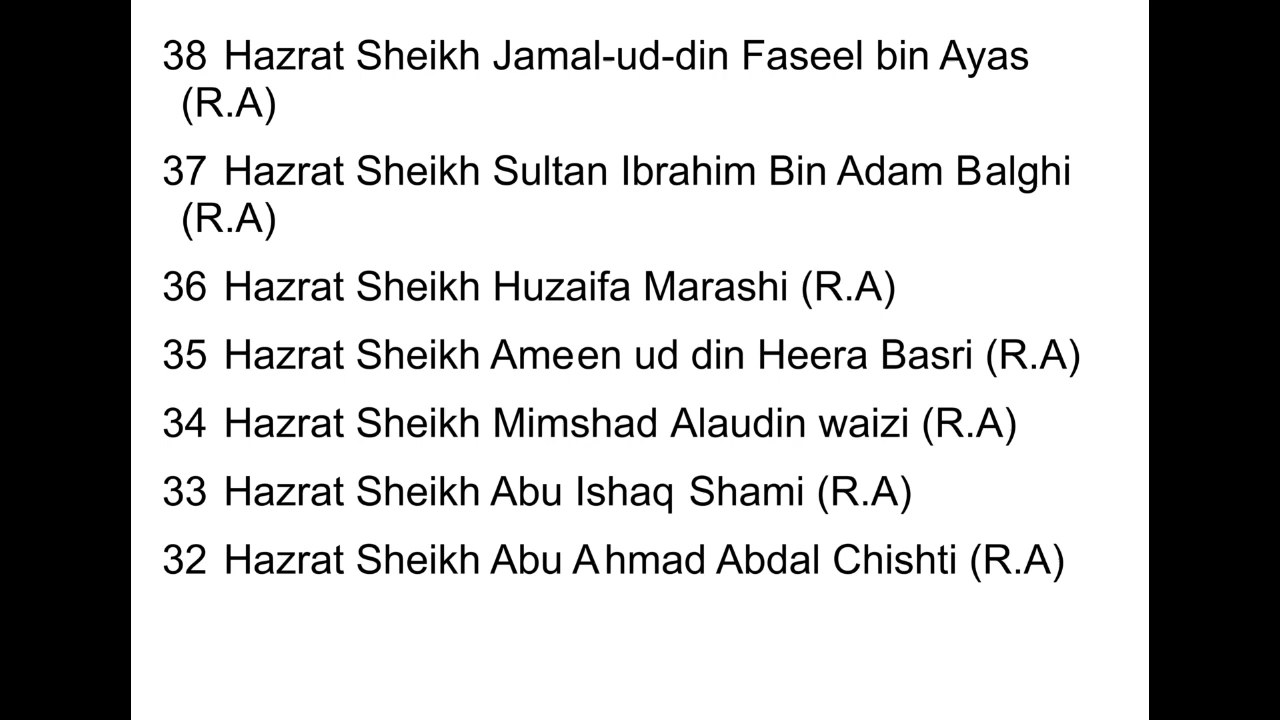 38 Hazrat Sheikh Jamal-ud-din Faseel bin Ayas
(R.A)
37 Hazrat Sheikh Sultan Ibrahim Bin Adam Balghi
(R.A)
36 Hazrat Sheikh Huzaifa Marashi (R.A)
35 Hazrat Sheikh Ameen ud din Heera Basri (R.A)
34 Hazrat Sheikh Mimshad Alaudin waizi (R.A)
33 Hazrat Sheikh Abu Ishaq Shami (R.A)
32 Hazrat Sheikh Abu Ahmad Abdal Chishti (R.A)